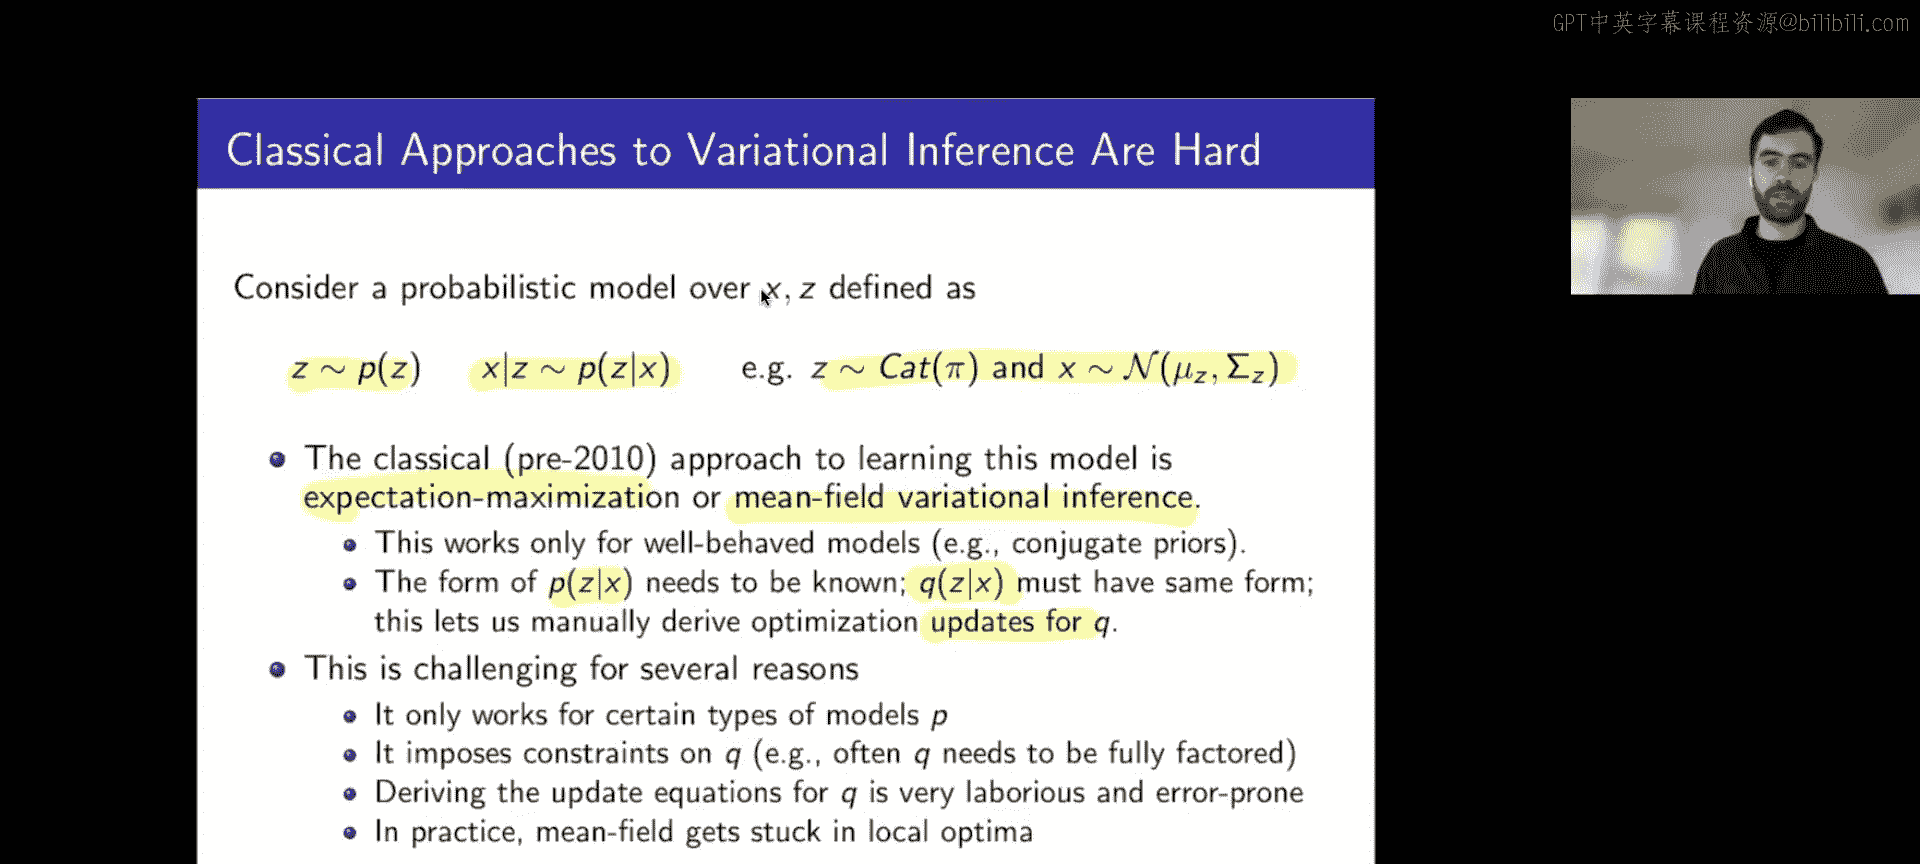 GPT中英字幕课程资源@bilibili.com
Classical Approaches to Variational Inference Are Hard
Consider a probabilistic model over x, z defined as
z ∼ p(z) x|z ∼ p(z|x) e.g. z ∼ Cat(π) and x ∼ 𝒩(μ_z, Σ_z)
• The classical (pre-2010) approach to learning this model is
expectation-maximization or mean-field variational inference.
• This works only for well-behaved models (e.g., conjugate priors).
• The form of p(z|x) needs to be known; q(z|x) must have same form;
this lets us manually derive optimization updates for q.
• This is challenging for several reasons
• It only works for certain types of models p
• It imposes constraints on q (e.g., often q needs to be fully factored)
• Deriving the update equations for q is very laborious and error-prone
• In practice, mean-field gets stuck in local optima